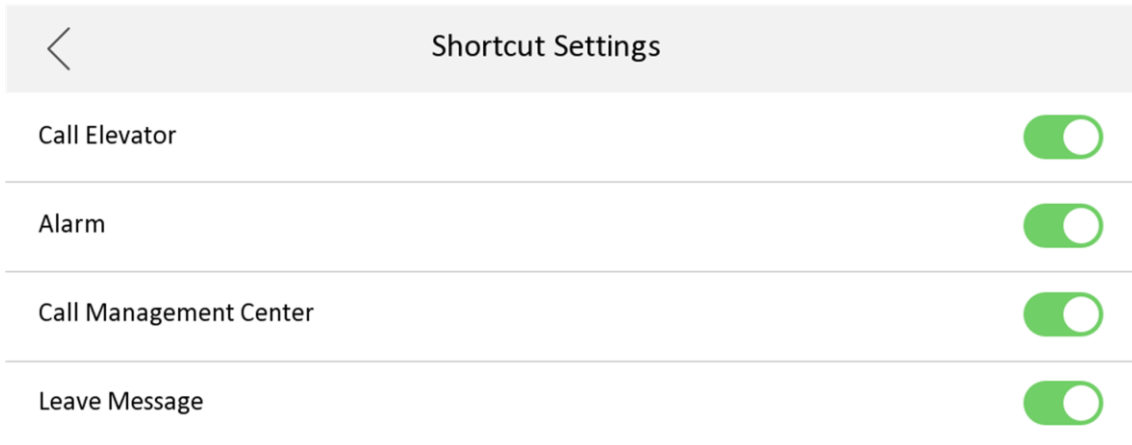 Shortcut Settings
Call Elevator
Alarm
Call Management Center
Leave Message